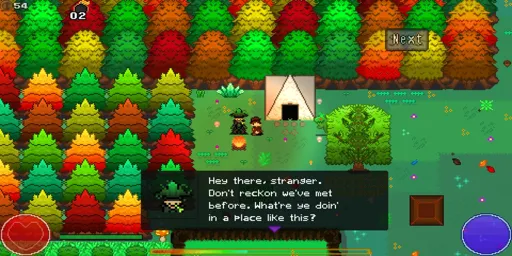 54
02
Next
Hey there, stranger.
Don't reckon we've met
before. What're ye doin'
in a place like this?